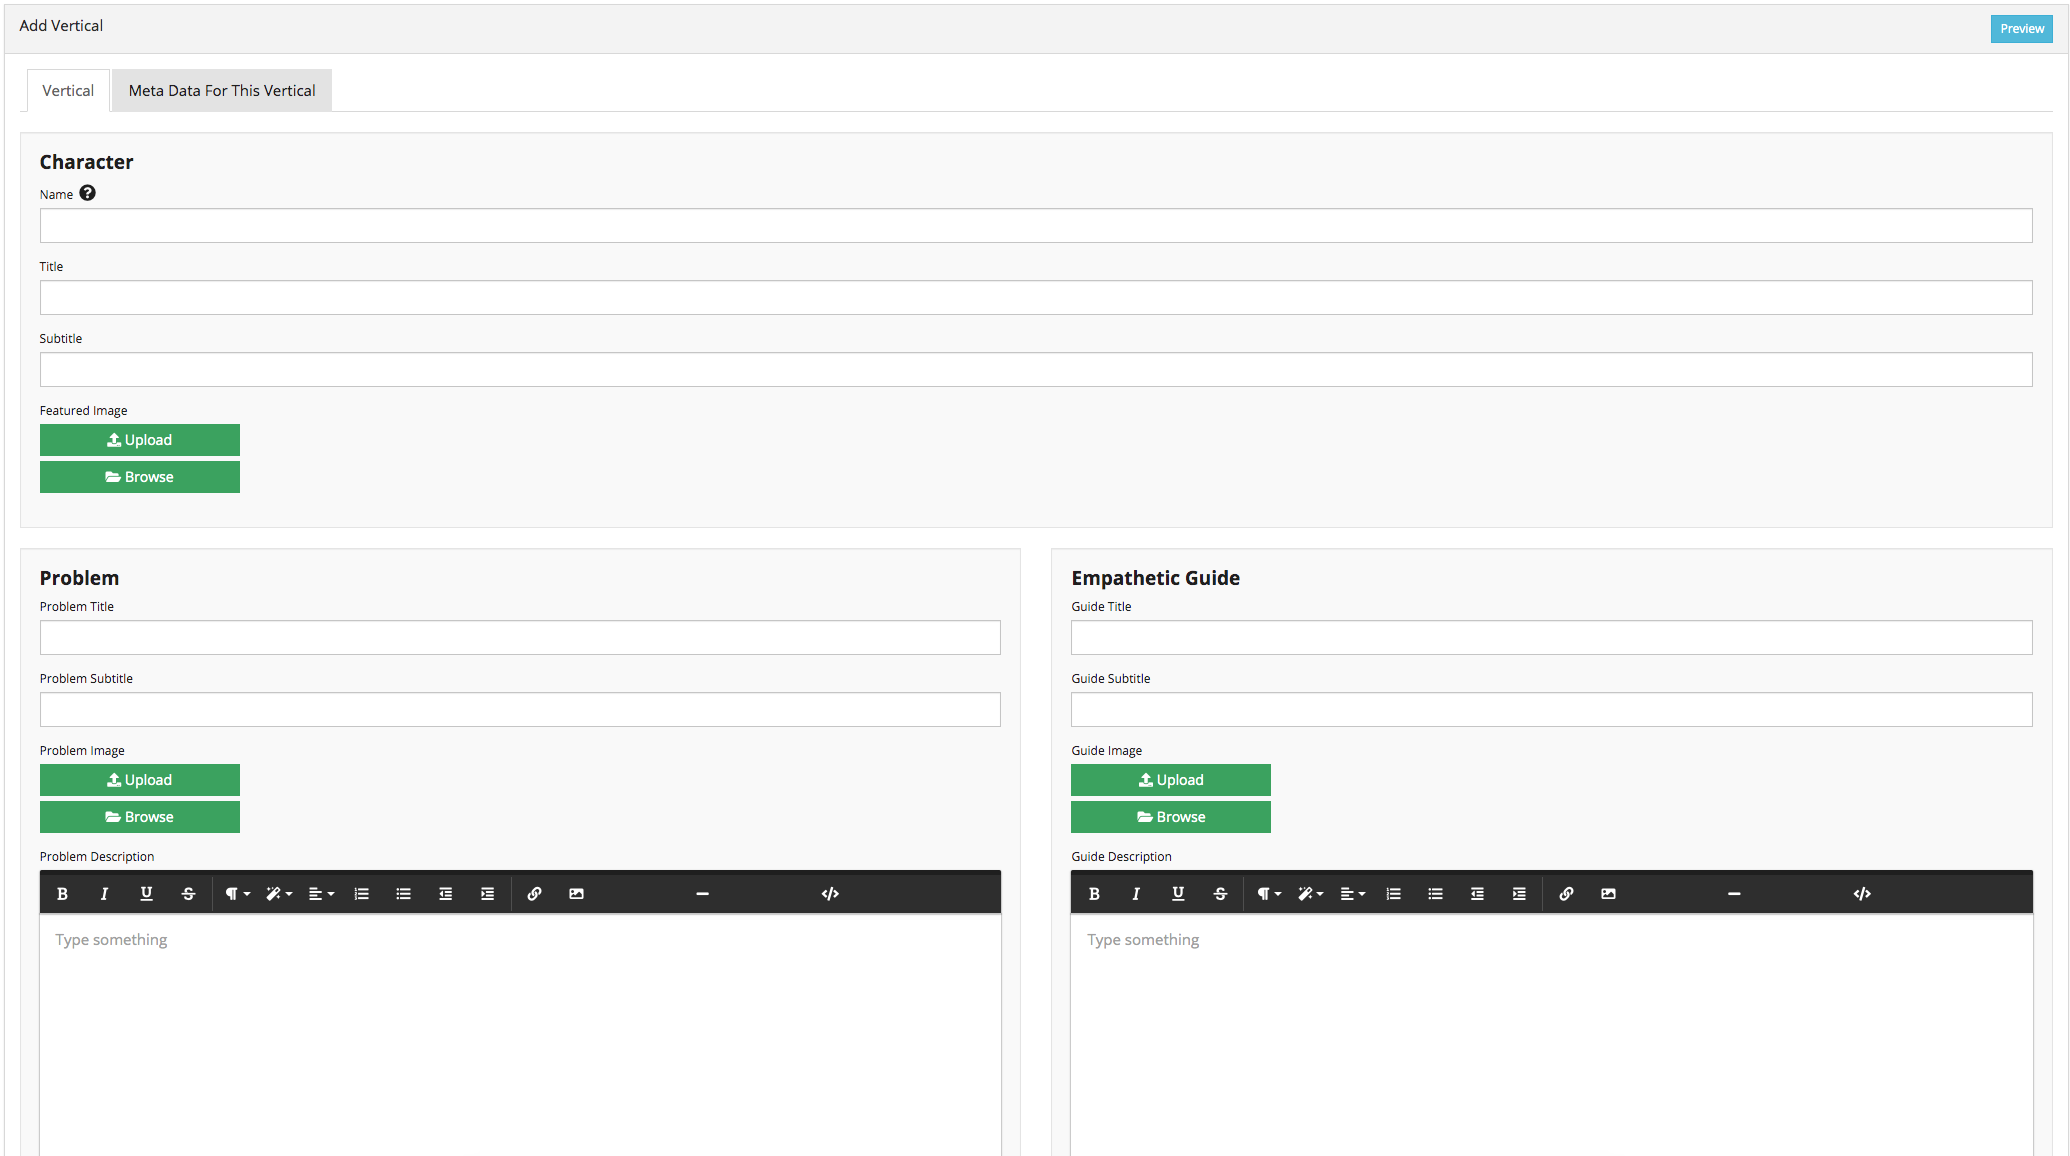 Add Vertical
Preview
Vertical
Meta Data For This Vertical
Character
Name
Title
Subtitle
Featured Image
Upload
Browse
Problem
Problem Title
Problem Subtitle
Problem Image
Upload
Browse
Problem Description
Type something
Empathetic Guide
Guide Title
Guide Subtitle
Guide Image
Upload
Browse
Guide Description
Type something